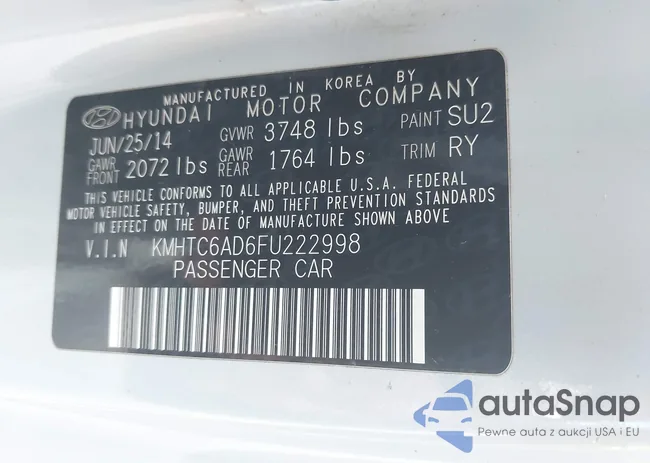 MANUFACTURED IN KOREA BY
HYUNDAI MOTOR COMPANY
JUN/25/14 GVWR 3748 lbs PAINT SU2
GAWR FRONT 2072 lbs GAWR REAR 1764 lbs TRIM RY
THIS VEHICLE CONFORMS TO ALL APPLICABLE U.S.A. FEDERAL
MOTOR VEHICLE SAFETY, BUMPER, AND THEFT PREVENTION STANDARDS
IN EFFECT ON THE DATE OF MANUFACTURE SHOWN ABOVE
V.I.N KMHTC6AD6FU222998
PASSENGER CAR
autaSnap
Pewne auta z aukcji USA i EU